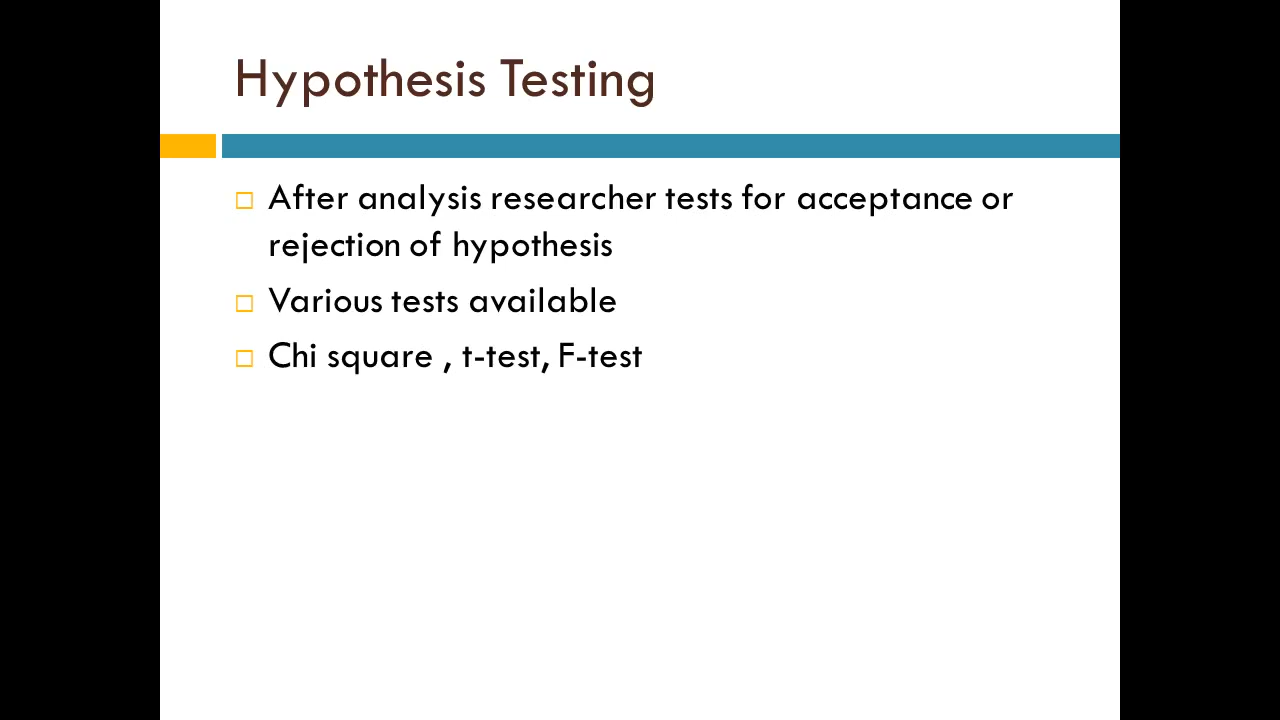 Hypothesis Testing
After analysis researcher tests for acceptance or
rejection of hypothesis
Various tests available
Chi square , t-test, F-test